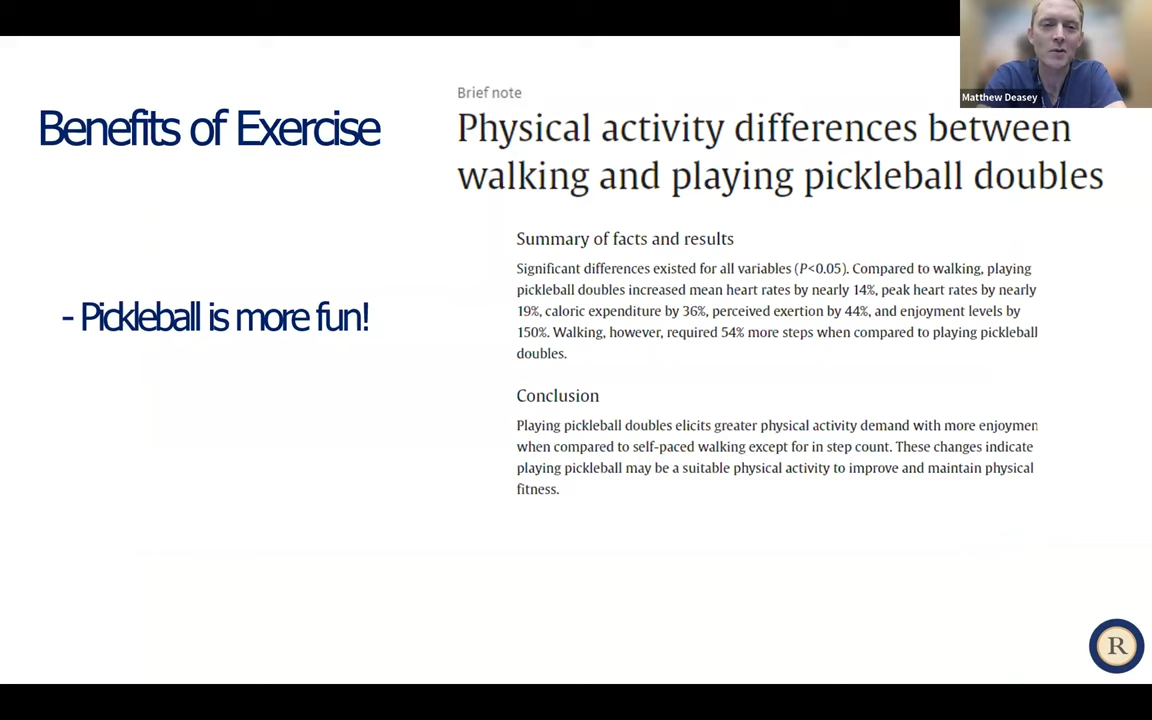 Matthew Deasey
Benefits of Exercise
- Pickleball is more fun!
Brief note
Physical activity differences between
walking and playing pickleball doubles
Summary of facts and results
Significant differences existed for all variables (P<0.05). Compared to walking, playing
pickleball doubles increased mean heart rates by nearly 14%, peak heart rates by nearly
19%, caloric expenditure by 36%, perceived exertion by 44%, and enjoyment levels by
150%. Walking, however, required 54% more steps when compared to playing pickleball
doubles.
Conclusion
Playing pickleball doubles elicits greater physical activity demand with more enjoymen
when compared to self-paced walking except for in step count. These changes indicate
playing pickleball may be a suitable physical activity to improve and maintain physical
fitness.
R